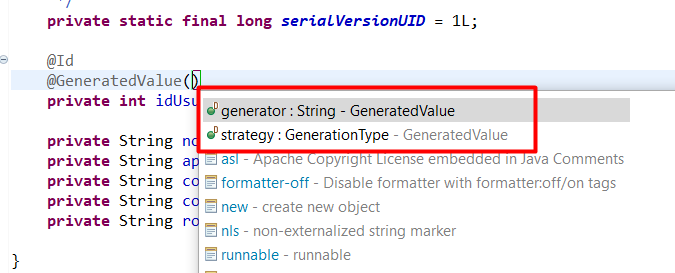 */
private static final long serialVersionUID = 1L;
@Id
@GeneratedValue()
private int idUsu
generator : String - GeneratedValue
strategy : GenerationType - GeneratedValue
private String no
asl - Apache Copyright License embedded in Java Comments
private String ap
formatter-off - Disable formatter with formatter:off/on tags
private String co
new - create new object
private String co
nls - non-externalized string marker
private String ro
runnable - runnable
}